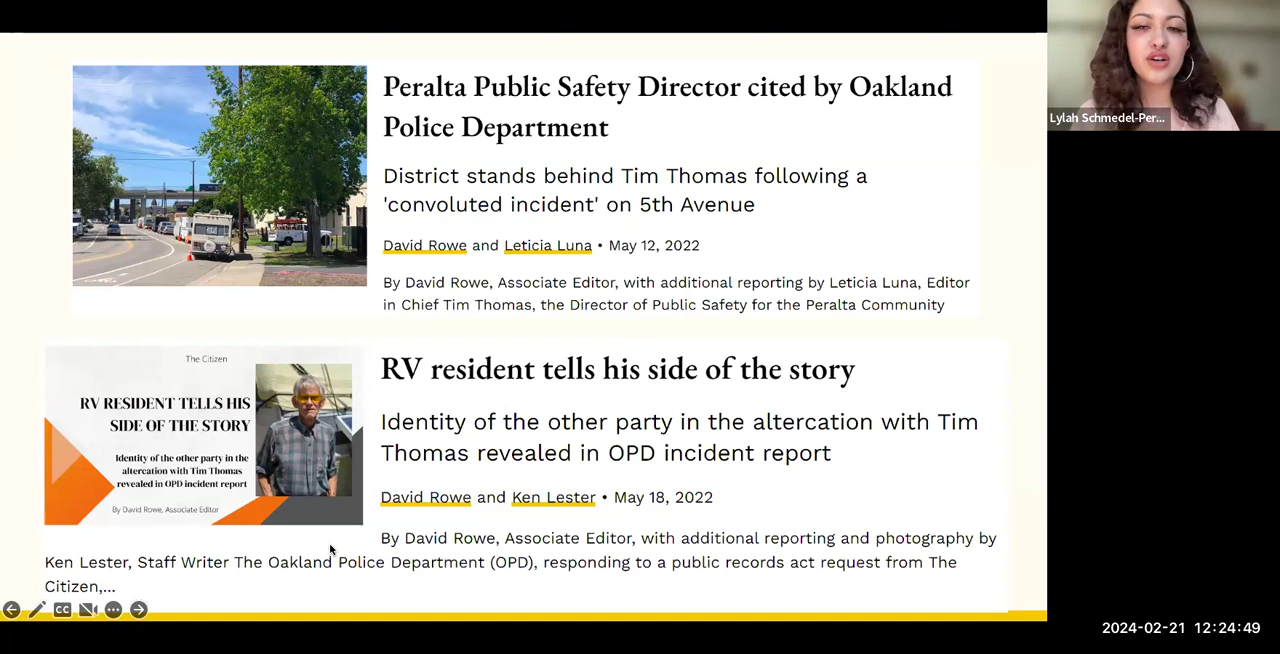 Peralta Public Safety Director cited by Oakland
Police Department
District stands behind Tim Thomas following a
'convoluted incident' on 5th Avenue
David Rowe and Leticia Luna • May 12, 2022
By David Rowe, Associate Editor, with additional reporting by Leticia Luna, Editor
in Chief Tim Thomas, the Director of Public Safety for the Peralta Community
The Citizen
RV RESIDENT TELLS HIS
SIDE OF THE STORY
Identity of the other party in the
altercation with Tim Thomas
revealed in OPD incident report
By David Rowe, Associate Editor
RV resident tells his side of the story
Identity of the other party in the altercation with Tim
Thomas revealed in OPD incident report
David Rowe and Ken Lester • May 18, 2022
By David Rowe, Associate Editor, with additional reporting and photography by
Ken Lester, Staff Writer The Oakland Police Department (OPD), responding to a public records act request from The
Citizen,...
CC
Lylah Schmedel-Per...
2024-02-21 12:24:49